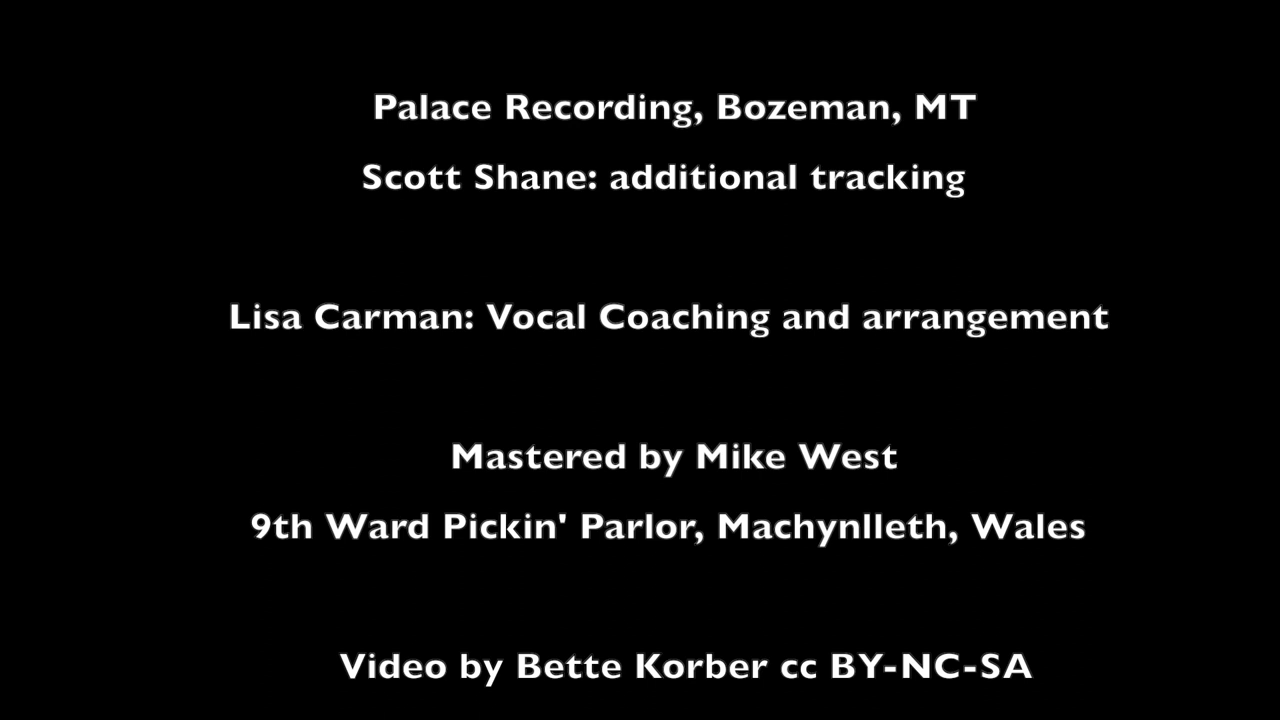 Palace Recording, Bozeman, MT
Scott Shane: additional tracking
Lisa Carman: Vocal Coaching and arrangement
Mastered by Mike West
9th Ward Pickin' Parlor, Machynlleth, Wales
Video by Bette Korber cc BY-NC-SA